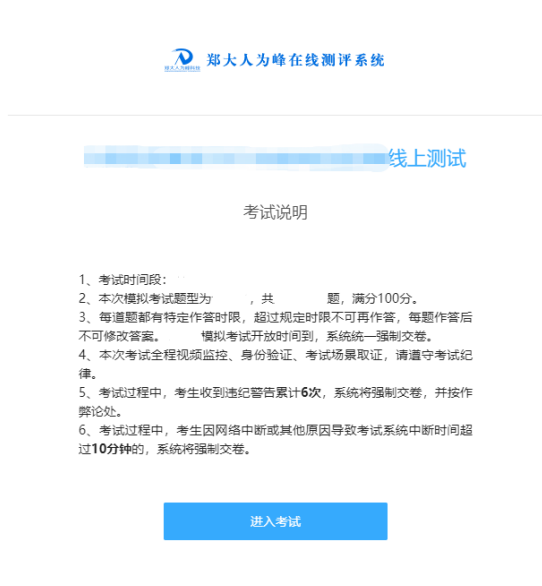 郑大人为峰在线测评系统
线上测试
考试说明
1、考试时间段：
2、本次模拟考试题型为 ，共 题，满分100分。
3、每道题都有特定作答时限，超过规定时限不可再作答，每题作答后
不可修改答案。 模拟考试开放时间到，系统统一强制交卷。
4、本次考试全程视频监控、身份验证、考试场景取证，请遵守考试纪
律。
5、考试过程中，考生收到违纪警告累计6次，系统将强制交卷，并按作
弊论处。
6、考试过程中，考生因网络中断或其他原因导致考试系统中断时间超
过10分钟的，系统将强制交卷。
进入考试